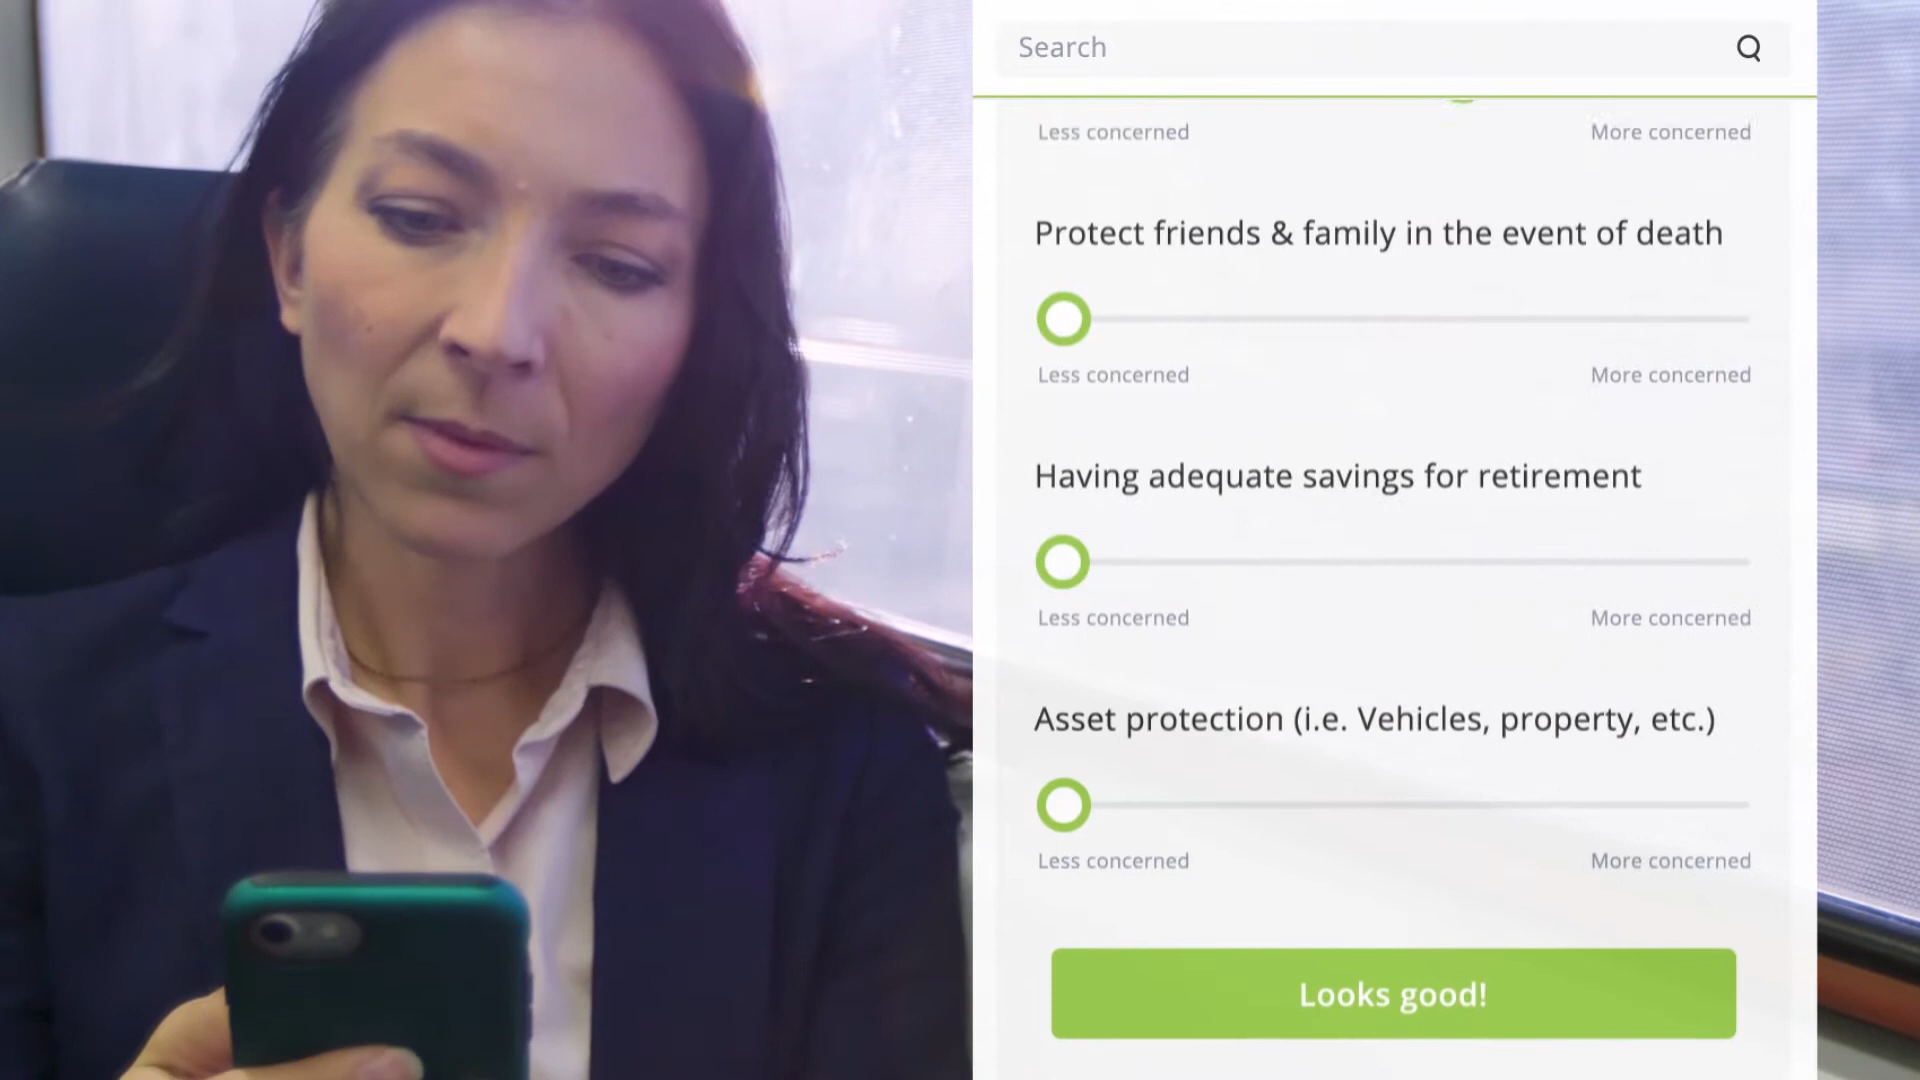 Search
Less concerned
More concerned
Protect friends & family in the event of death
Less concerned
More concerned
Having adequate savings for retirement
Less concerned
More concerned
Asset protection (i.e. Vehicles, property, etc.)
Less concerned
More concerned
Looks good!